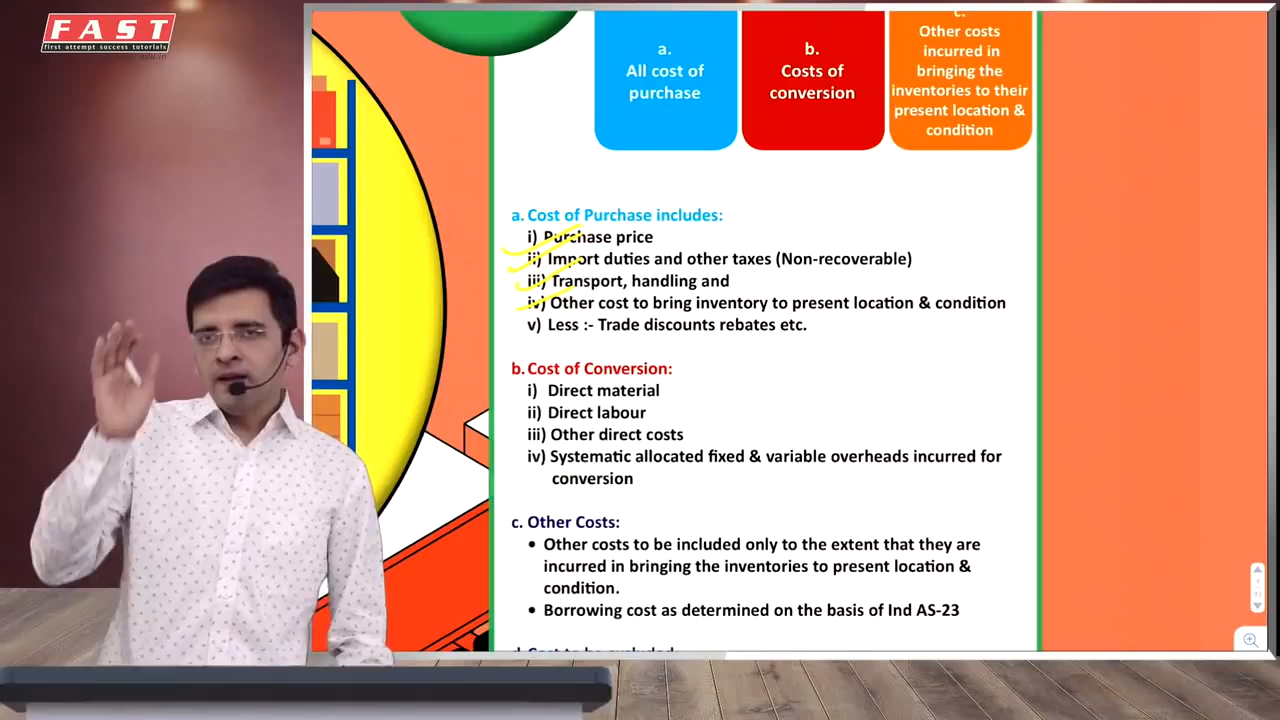 FAST
first attempt success tutorials
a.
All cost of
purchase
b.
Costs of
conversion
c.
Other costs
incurred in
bringing the
inventories to their
present location &
condition
a. Cost of Purchase includes:
i) Purchase price
ii) Import duties and other taxes (Non-recoverable)
iii) Transport, handling and
iv) Other cost to bring inventory to present location & condition
v) Less :- Trade discounts rebates etc.
b. Cost of Conversion:
i) Direct material
ii) Direct labour
iii) Other direct costs
iv) Systematic allocated fixed & variable overheads incurred for
conversion
c. Other Costs:
• Other costs to be included only to the extent that they are
incurred in bringing the inventories to present location &
condition.
• Borrowing cost as determined on the basis of Ind AS-23